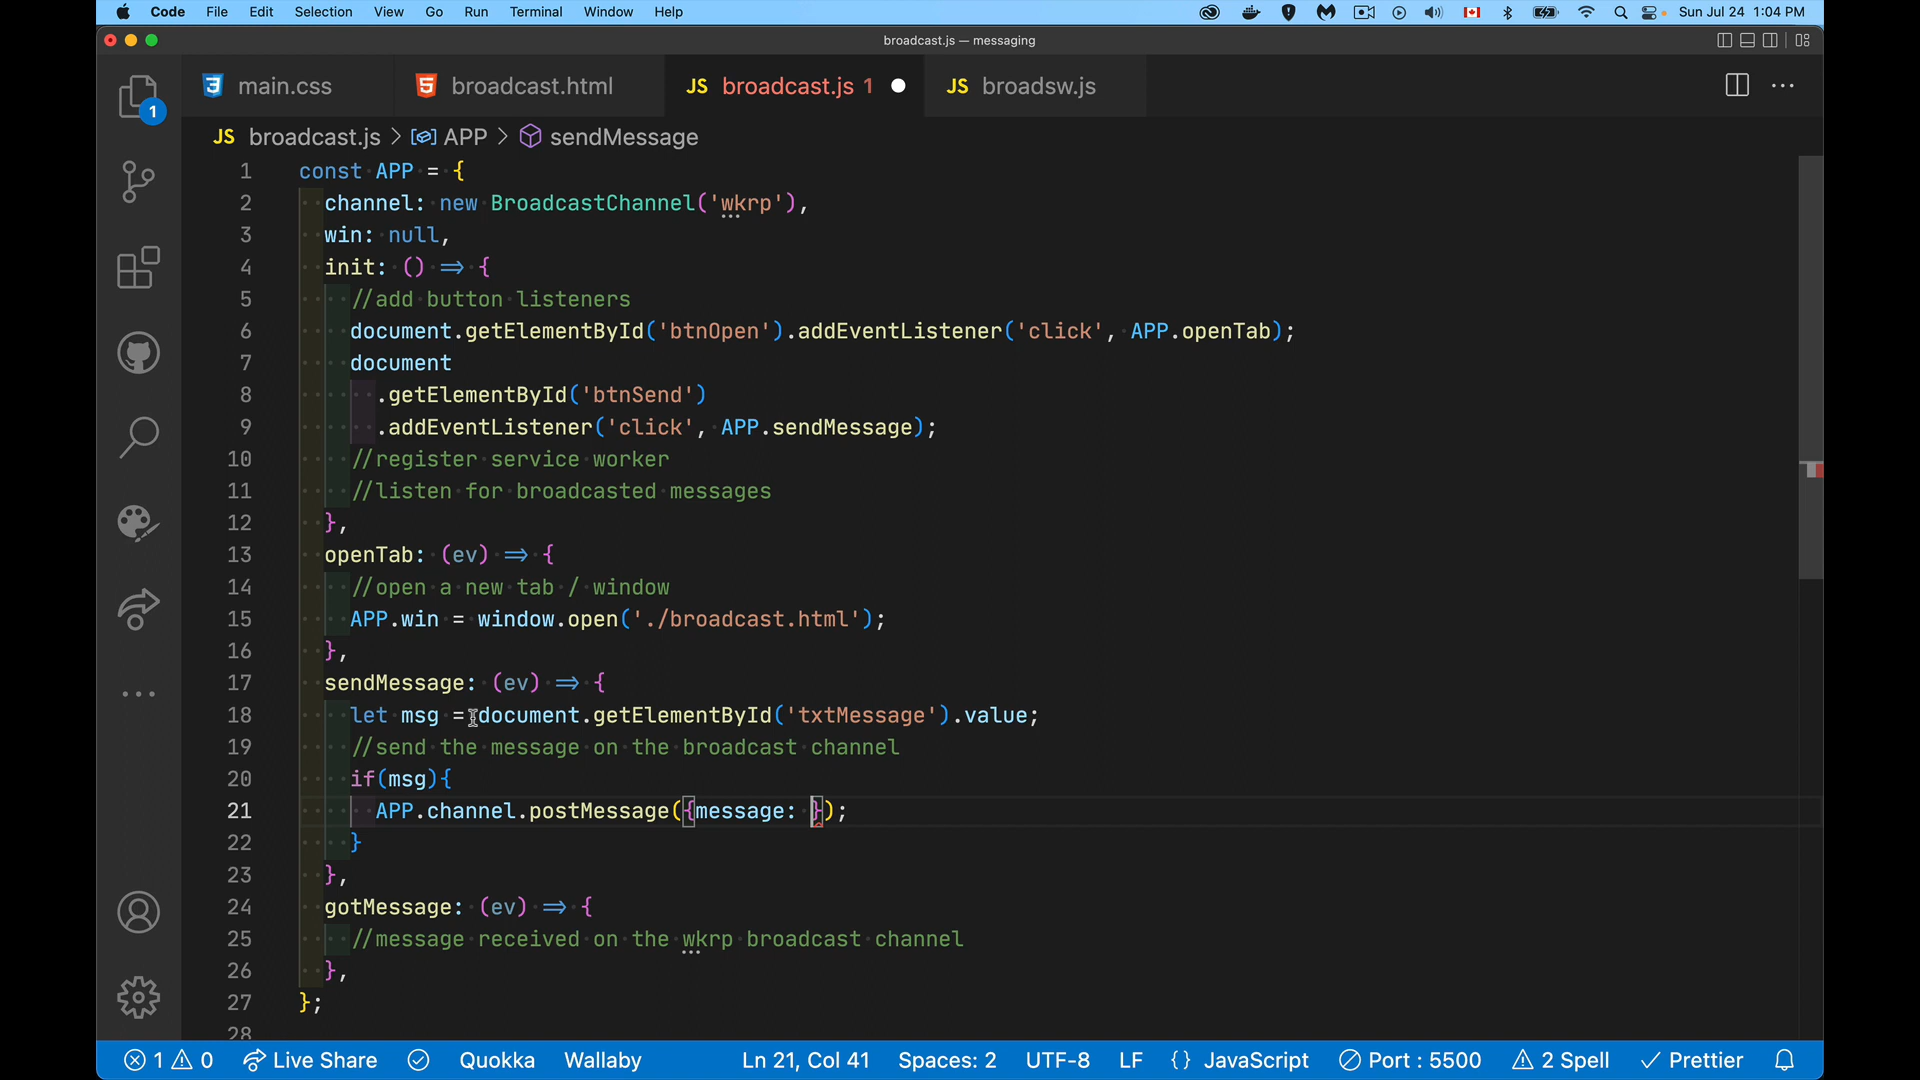 Code File Edit Selection View Go Run Terminal Window Help Sun Jul 24 1:04 PM
broadcast.js — messaging
main.css broadcast.html JS broadcast.js 1 JS broadsw.js
1
JS broadcast.js > APP > sendMessage
1 const APP = {
2 channel: new BroadcastChannel('wkrp'),
3 win: null,
4 init: () => {
5 //add button listeners
6 document.getElementById('btnOpen').addEventListener('click', APP.openTab);
7 document
8 .getElementById('btnSend')
9 .addEventListener('click', APP.sendMessage);
10 //register service worker
11 //listen for broadcasted messages
12 },
13 openTab: (ev) => {
14 //open a new tab / window
15 APP.win = window.open('./broadcast.html');
16 },
17 sendMessage: (ev) => {
18 let msg = document.getElementById('txtMessage').value;
19 //send the message on the broadcast channel
20 if(msg){
21 APP.channel.postMessage({message: });
22 }
23 },
24 gotMessage: (ev) => {
25 //message received on the wkrp broadcast channel
26 },
27 };
28
1 0 Live Share Quokka Wallaby Ln 21, Col 41 Spaces: 2 UTF-8 LF {} JavaScript Port : 5500 2 Spell Prettier